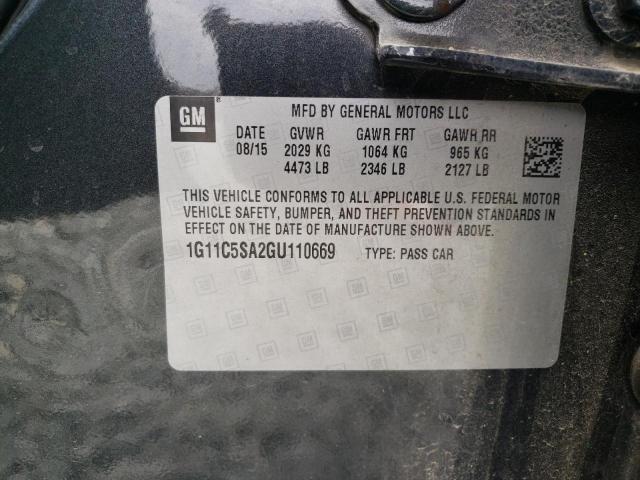 GM ®
MFD BY GENERAL MOTORS LLC
DATE GVWR GAWR FRT GAWR RR
08/15 2029 KG 1064 KG 965 KG
4473 LB 2346 LB 2127 LB
THIS VEHICLE CONFORMS TO ALL APPLICABLE U.S. FEDERAL MOTOR
VEHICLE SAFETY, BUMPER, AND THEFT PREVENTION STANDARDS IN
EFFECT ON THE DATE OF MANUFACTURE SHOWN ABOVE.
1G11C5SA2GU110669 TYPE: PASS CAR